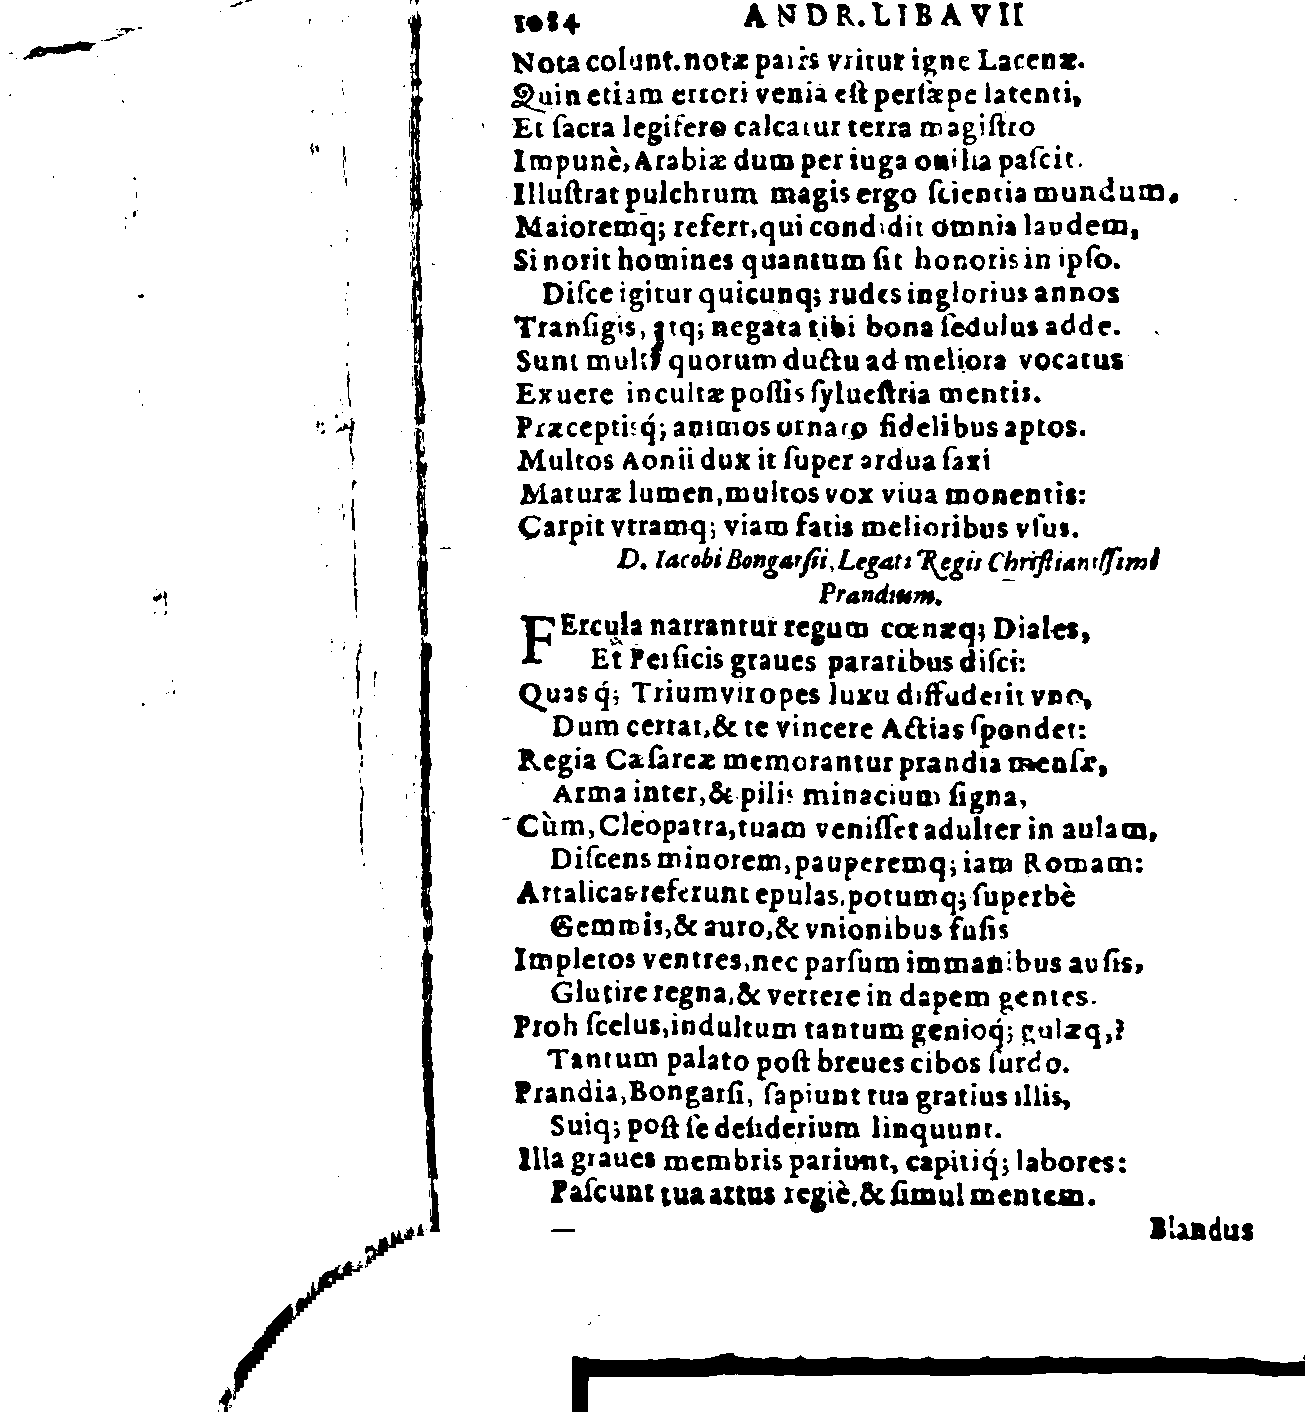 1084 ANDR. LIBAVII
Nota colunt. notæ paris vritur igne Lacenæ.
Quin etiam errori venia eſt perſæpe latenti,
Et ſacra legifero calcatur terra magiſtro
Impunè, Arabiæ dum per iuga ouilia paſcit.
Illuſtrat pulchrum magis ergo ſcientia mundum,
Maioremq́; refert, qui condidit omnia laudem,
Si norit homines quantum ſit honoris in ipſo.
Diſce igitur quicunq; rudes inglorius annos
Tranſigis, atq; negata tibi bona ſedulus adde.
Sunt multi quorum ductu ad meliora vocatus
Exuere incultæ poſſis ſylueſtria mentis.
Præceptisq́; animos ornato fidelibus aptos.
Multos Aonii duxit ſuper ardua ſaxi
Maturæ lumen, multos vox viua monentis:
Carpit vtramq; viam fatis melioribus vſus.
D. Iacobi Bongarſii, Legati Regis Chriſtianiſſimi
Prandium.
FErcula narrantur regum cœnæq; Diales,
Et Perſicis graues paratibus diſci:
Quasq́; Triumvir opes luxu diffuderit vno,
Dum certat, & te vincere Actias ſpondet:
Regia Cæſareæ memorantur prandia menſæ,
Arma inter, & pilis minacium ſigna,
Cùm, Cleopatra, tuam veniſſet adulter in aulam,
Diſcens minorem, pauperemq; iam Romam:
Attalicas referunt epulas, potumq; ſuperbè
Gemmis, & auro, & vnionibus fuſis
Impletos ventres, nec parſum immanibus auſis,
Glutire regna, & vertere in dapem gentes.
Proh ſcelus, indultum tantum genioq́; gulæq,?
Tantum palato poſt breues cibos ſurdo.
Prandia, Bongarſi, ſapiunt tua gratius illis,
Suiq; poſt ſe deſiderium linquunt.
Illa graues membris pariunt, capitiq́; labores:
Paſcunt tua artus regiè, & ſimul mentem.
Blandus